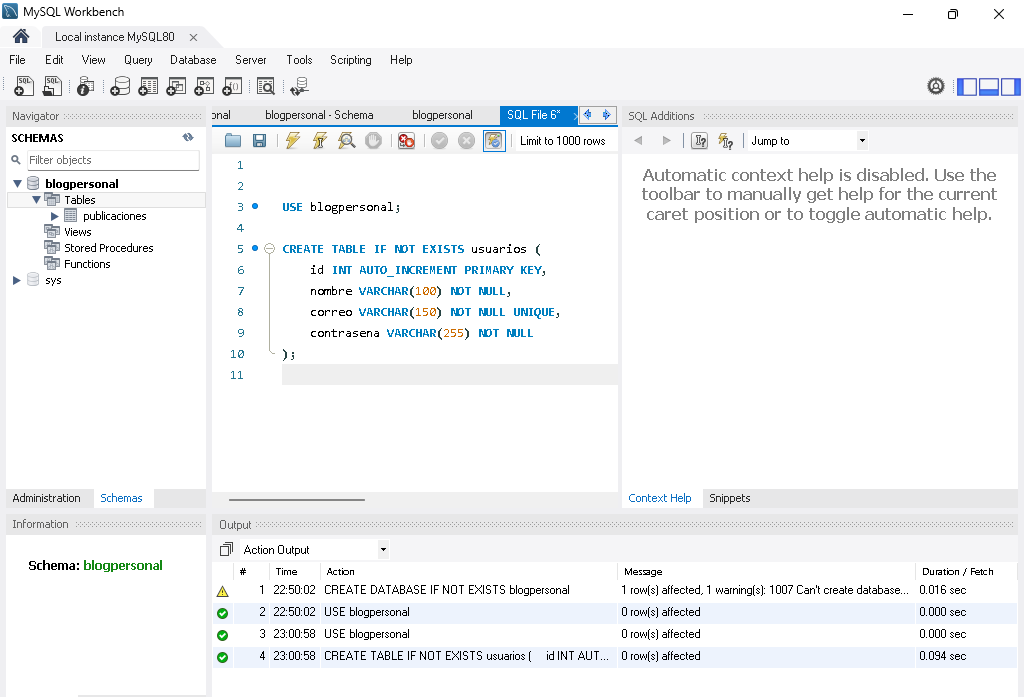 MySQL Workbench
Local instance MySQL80
File Edit View Query Database Server Tools Scripting Help
Navigator
SCHEMAS
Filter objects
blogpersonal
Tables
publicaciones
Views
Stored Procedures
Functions
sys
Administration Schemas
Information
Schema: blogpersonal
onal blogpersonal - Schema blogpersonal SQL File 6*
Limit to 1000 rows
1
2
3 USE blogpersonal;
4
5 CREATE TABLE IF NOT EXISTS usuarios (
6 id INT AUTO_INCREMENT PRIMARY KEY,
7 nombre VARCHAR(100) NOT NULL,
8 correo VARCHAR(150) NOT NULL UNIQUE,
9 contrasena VARCHAR(255) NOT NULL
10 );
11
SQL Additions
Jump to
Automatic context help is disabled. Use the
toolbar to manually get help for the current
caret position or to toggle automatic help.
Context Help Snippets
Output
Action Output
# Time Action Message Duration / Fetch
1 22:50:02 CREATE DATABASE IF NOT EXISTS blogpersonal 1 row(s) affected, 1 warning(s): 1007 Can't create database... 0.016 sec
2 22:50:02 USE blogpersonal 0 row(s) affected 0.000 sec
3 23:00:58 USE blogpersonal 0 row(s) affected 0.000 sec
4 23:00:58 CREATE TABLE IF NOT EXISTS usuarios ( id INT AUT... 0 row(s) affected 0.094 sec